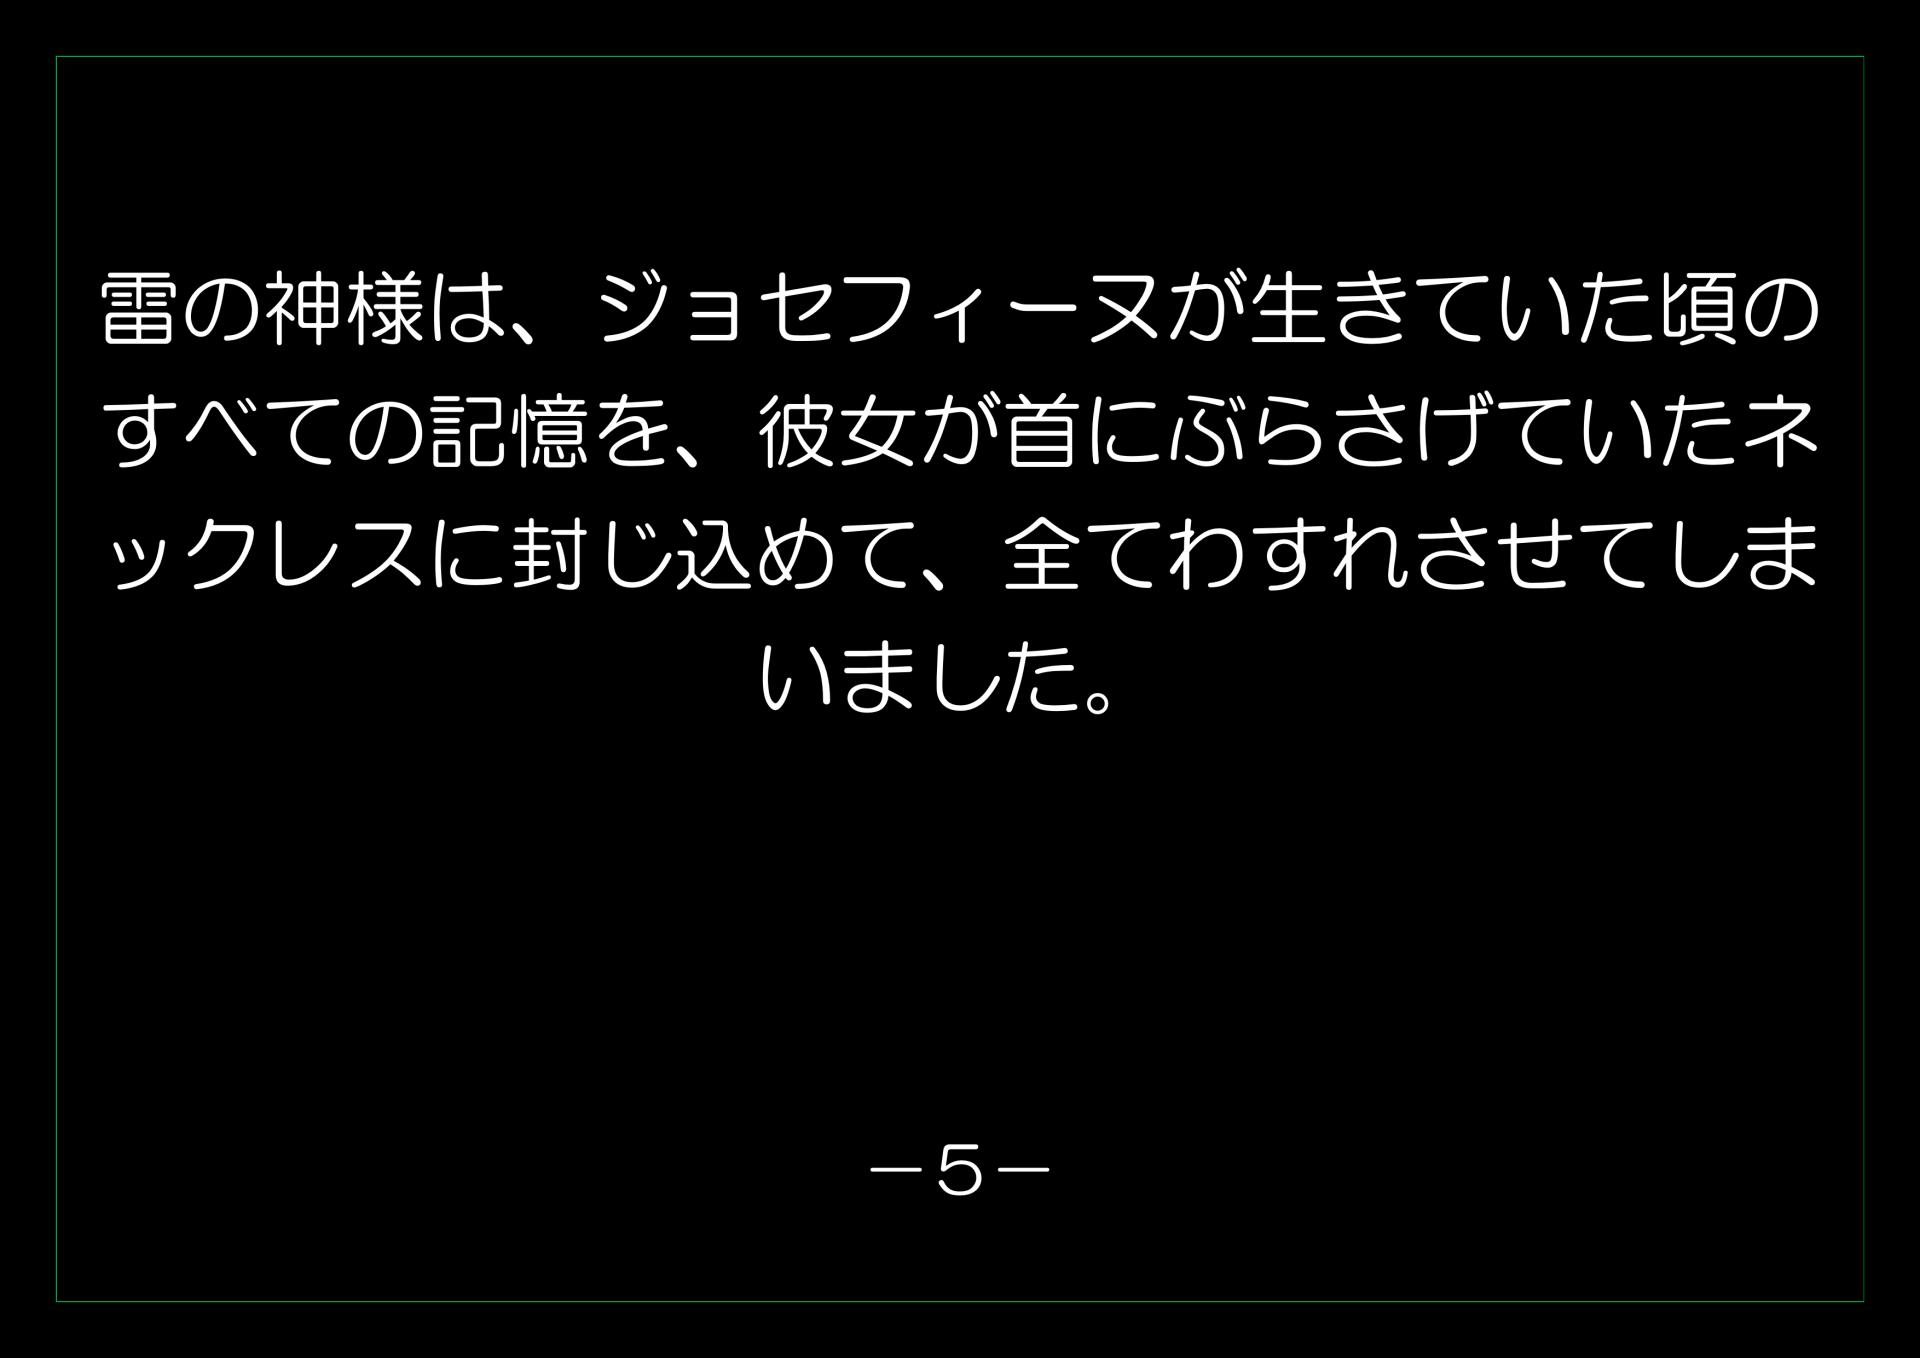 雷の神様は、ジョセフィーヌが生きていた頃の
すべての記憶を、彼女が首にぶらさげていたネ
ックレスに封じ込めて、全てわすれさせてしま
いました。
－５－